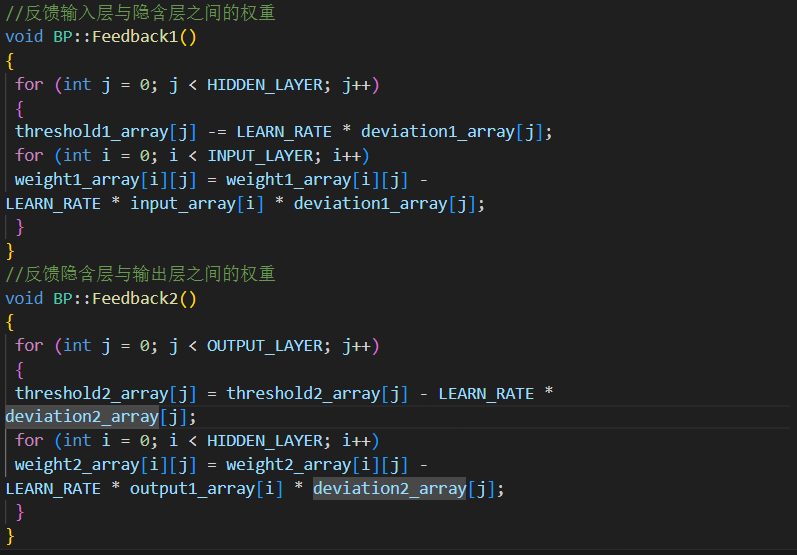 //反馈输入层与隐含层之间的权重
void BP::Feedback1()
{
for (int j = 0; j < HIDDEN_LAYER; j++)
{
threshold1_array[j] -= LEARN_RATE * deviation1_array[j];
for (int i = 0; i < INPUT_LAYER; i++)
weight1_array[i][j] = weight1_array[i][j] -
LEARN_RATE * input_array[i] * deviation1_array[j];
}
}
//反馈隐含层与输出层之间的权重
void BP::Feedback2()
{
for (int j = 0; j < OUTPUT_LAYER; j++)
{
threshold2_array[j] = threshold2_array[j] - LEARN_RATE *
deviation2_array[j];
for (int i = 0; i < HIDDEN_LAYER; i++)
weight2_array[i][j] = weight2_array[i][j] -
LEARN_RATE * output1_array[i] * deviation2_array[j];
}
}